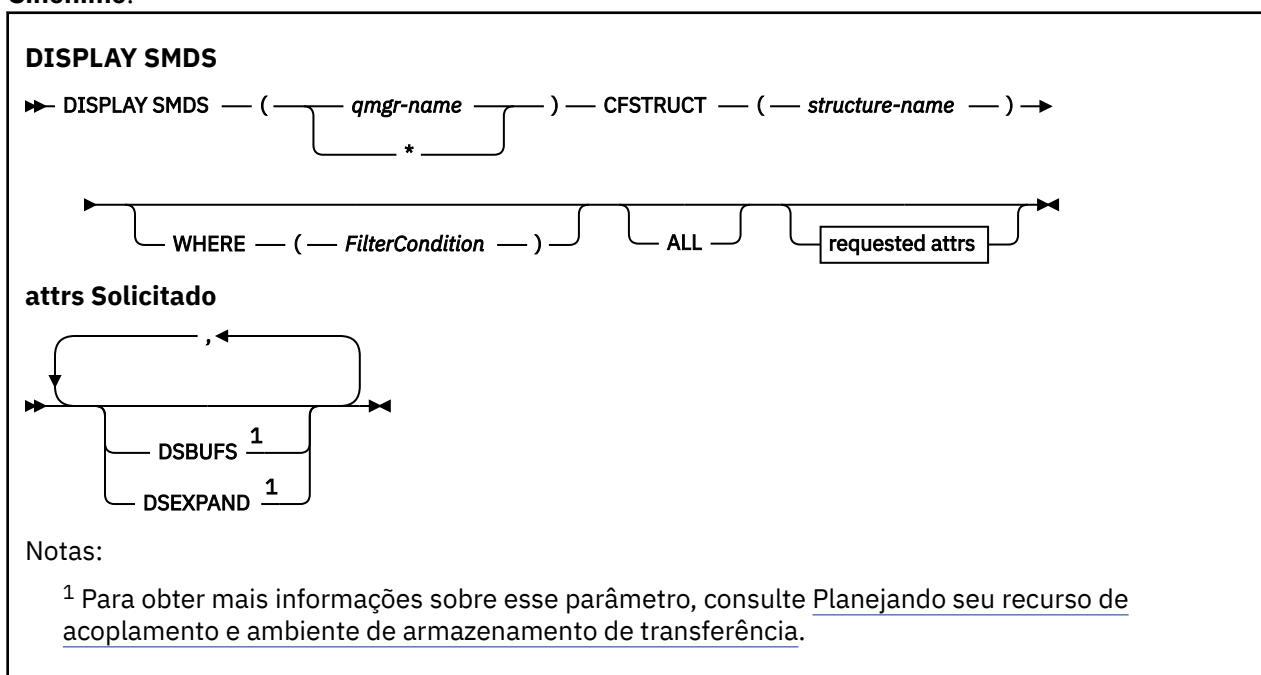 DISPLAY SMDS
DISPLAY SMDS ( qmgr-name ) CFSTRUCT ( structure-name )
*
WHERE ( FilterCondition ) ALL requested attrs
attrs Solicitado
,
DSBUFS 1
DSEXPAND 1
Notas:
1 Para obter mais informações sobre esse parâmetro, consulte Planejando seu recurso de
acoplamento e ambiente de armazenamento de transferência.